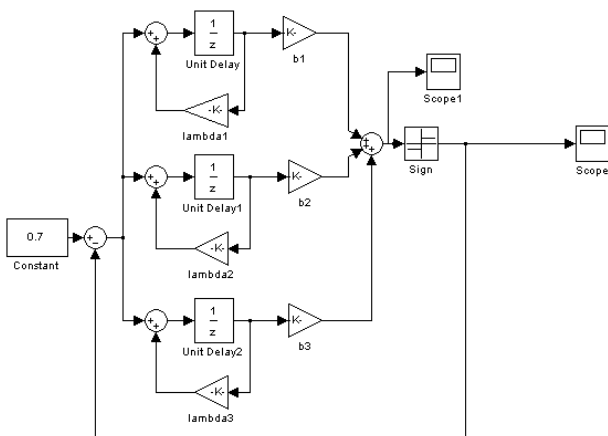 1
z
Unit Delay
K-
b1
-K-
lambda1
Scope1
1
z
Unit Delay1
K-
b2
Sign
Scope
-K-
lambda2
0.7
Constant
1
z
Unit Delay2
K-
b3
-K-
lambda3